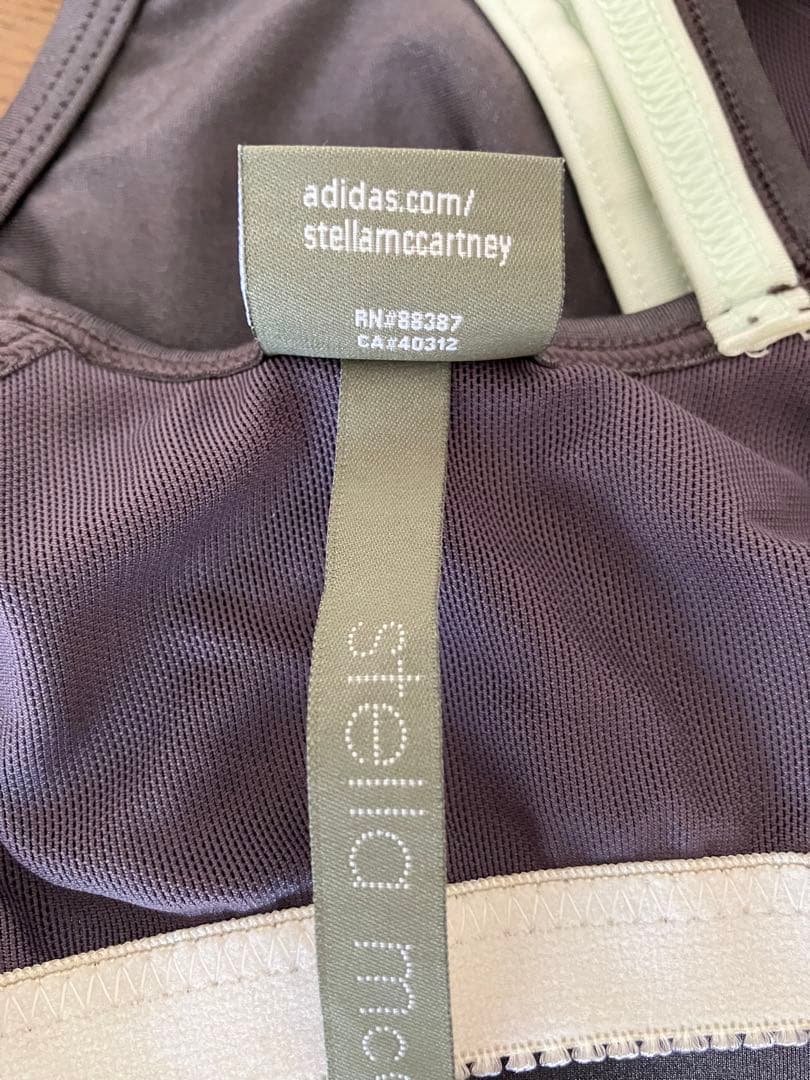 adidas.com/
stellamccartney
RN#88387
CA#40312
stella mc